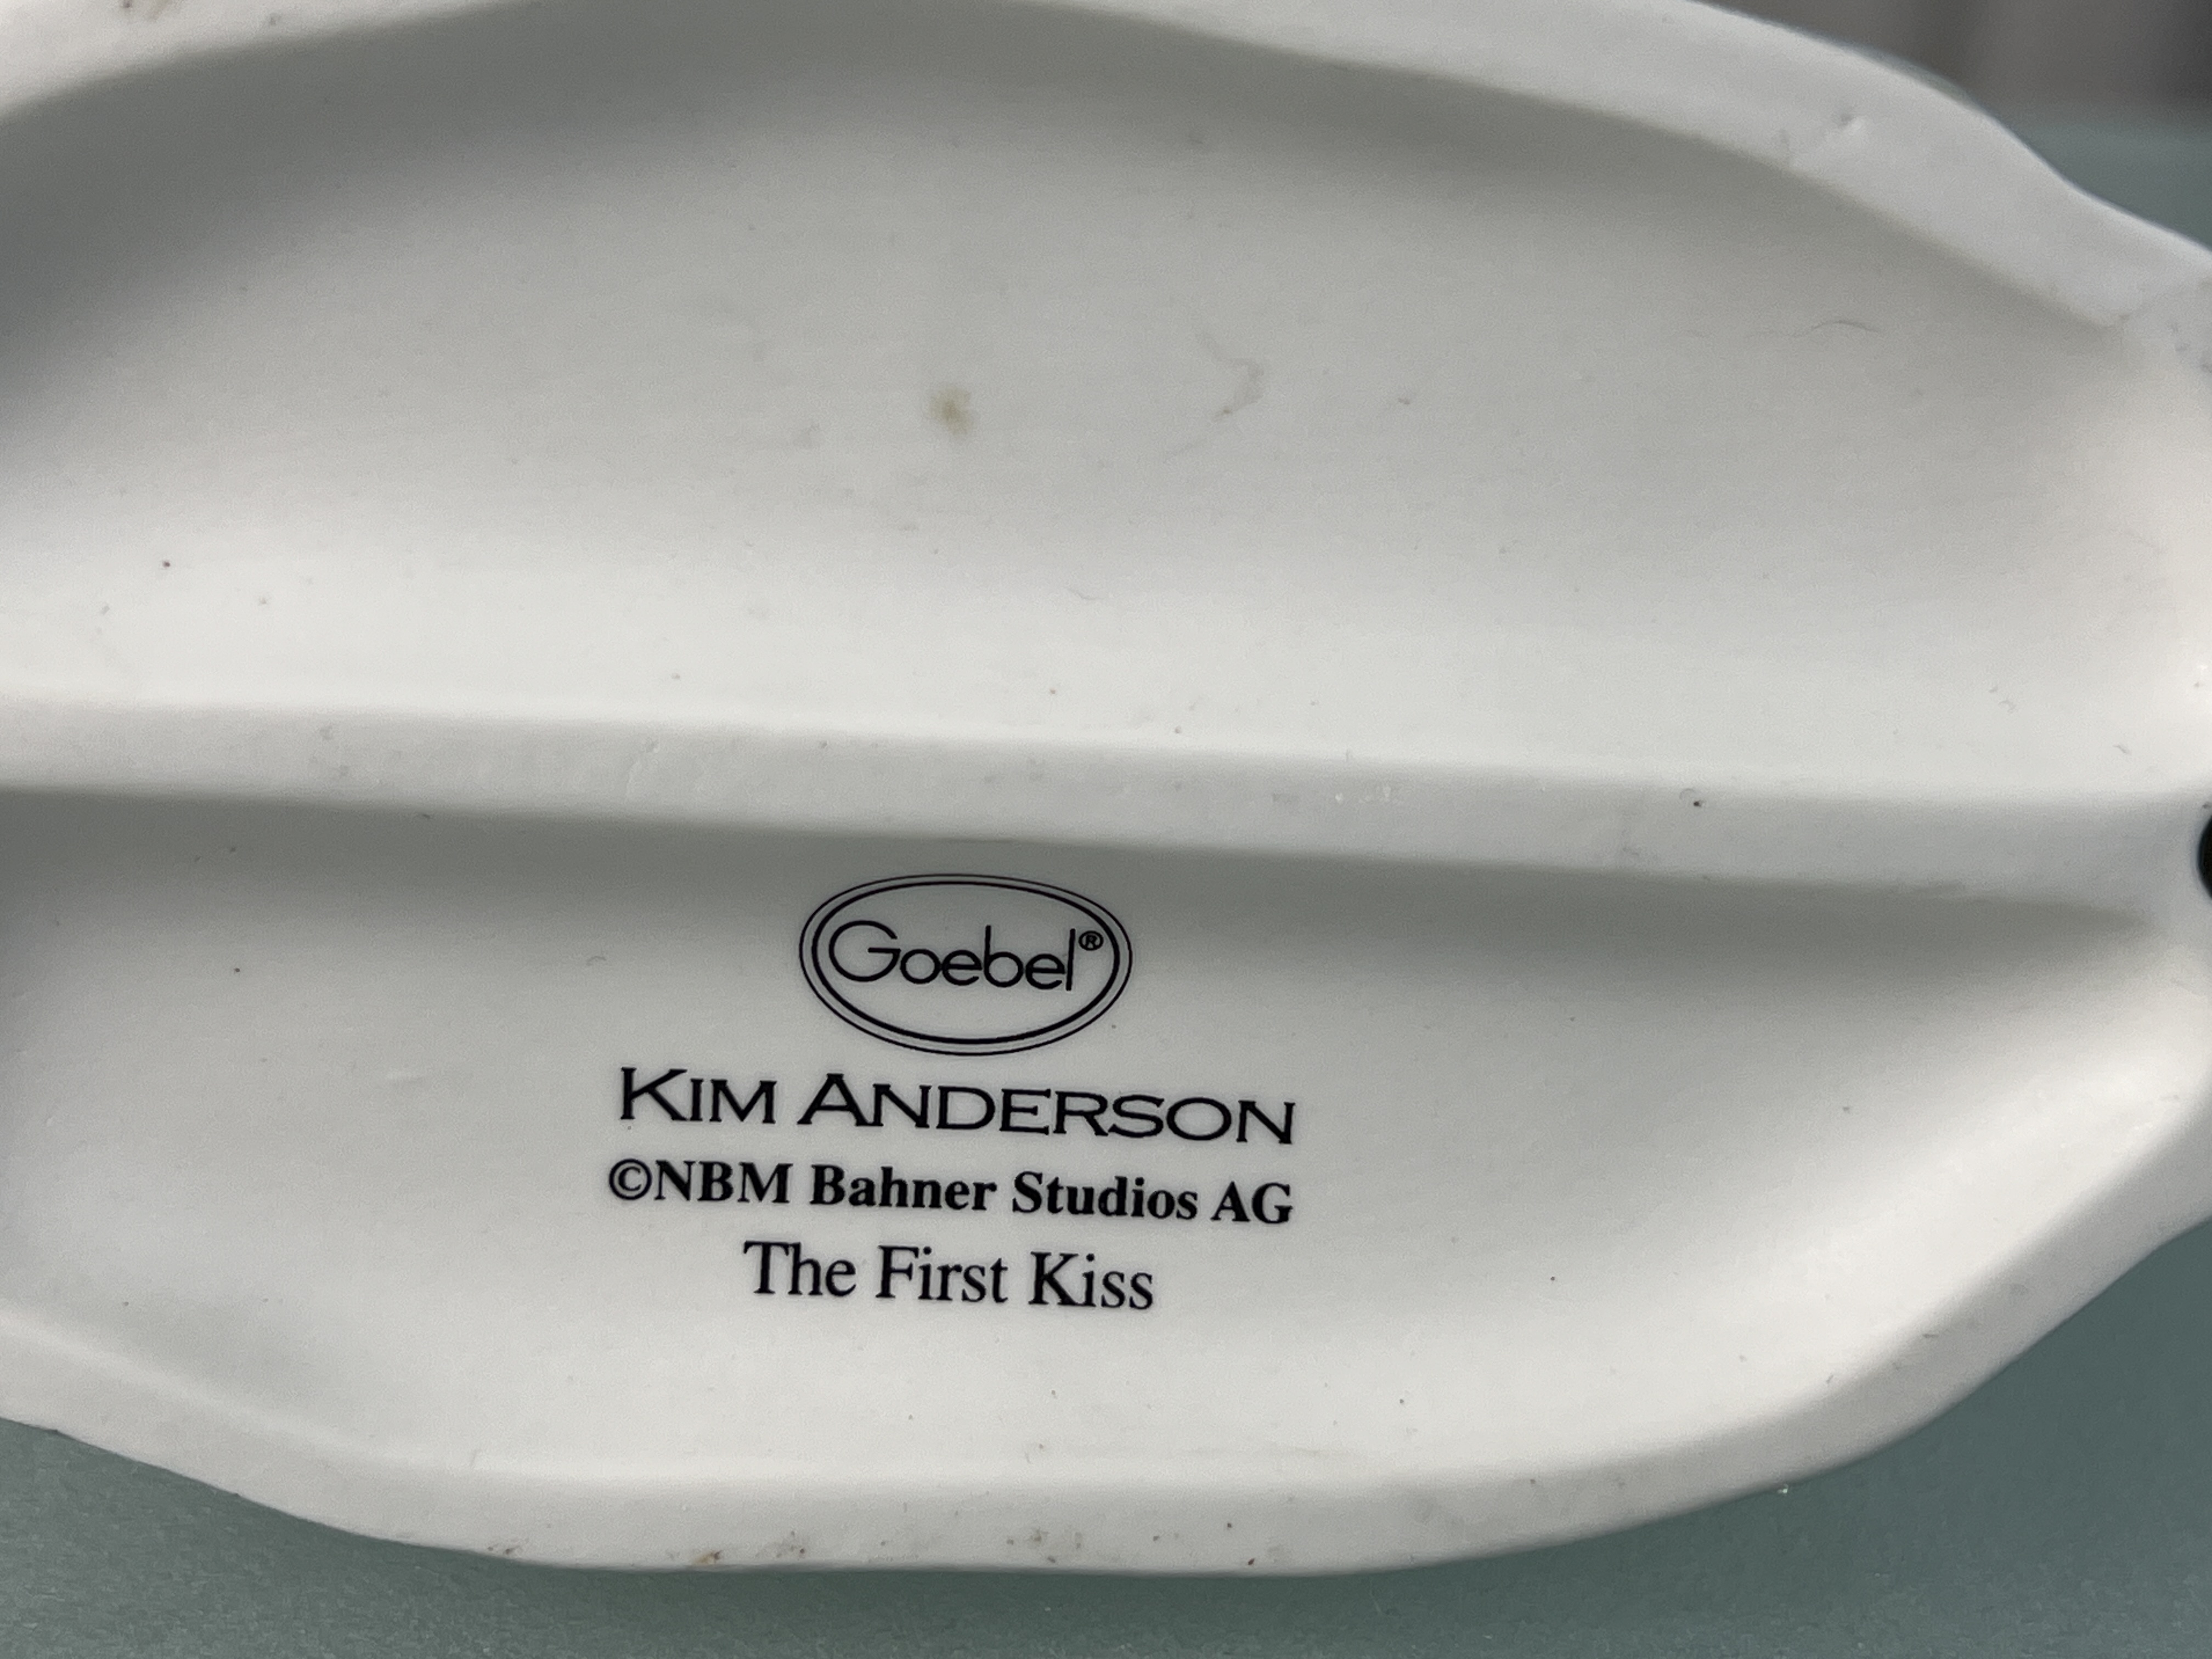 Goebel®
KIM ANDERSON
©NBM Bahner Studios AG
The First Kiss